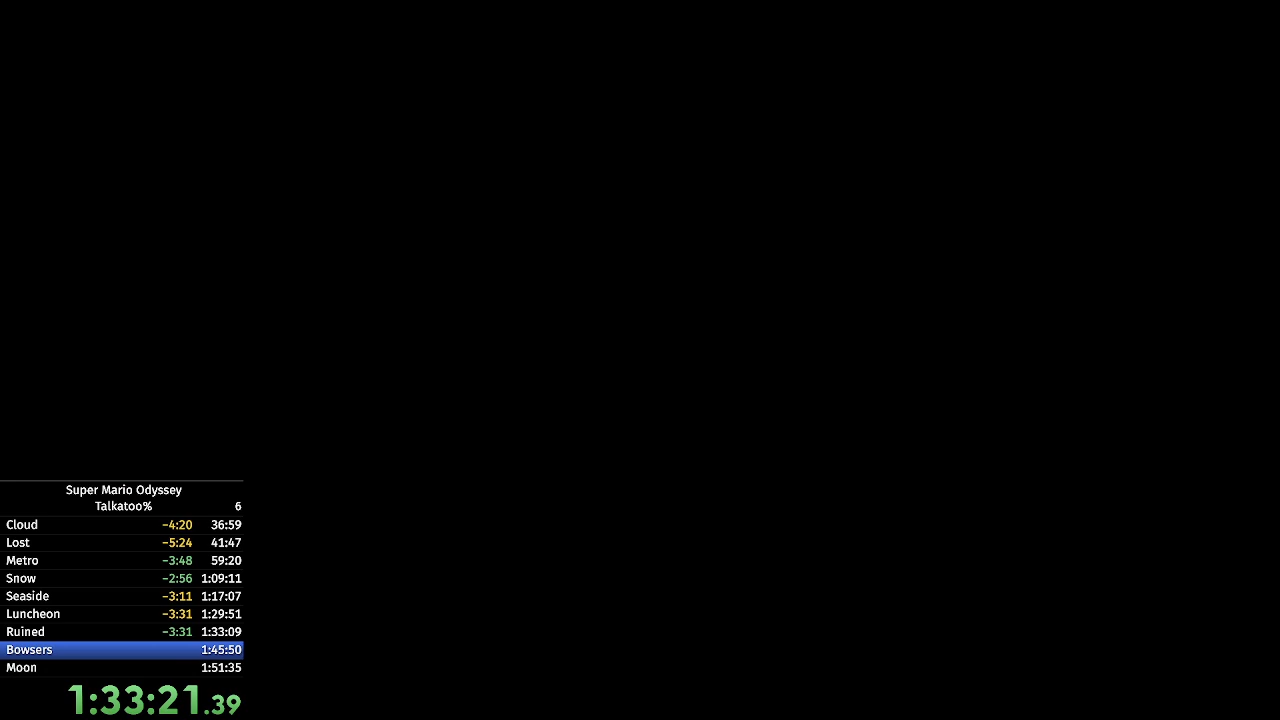 Super Mario Odyssey
Talkatoo% 6
Cloud −4:20 36:59
Lost −5:24 41:47
Metro −3:48 59:20
Snow −2:56 1:09:11
Seaside −3:11 1:17:07
Luncheon −3:31 1:29:51
Ruined −3:31 1:33:09
Bowsers 1:45:50
Moon 1:51:35
1:33:21.39